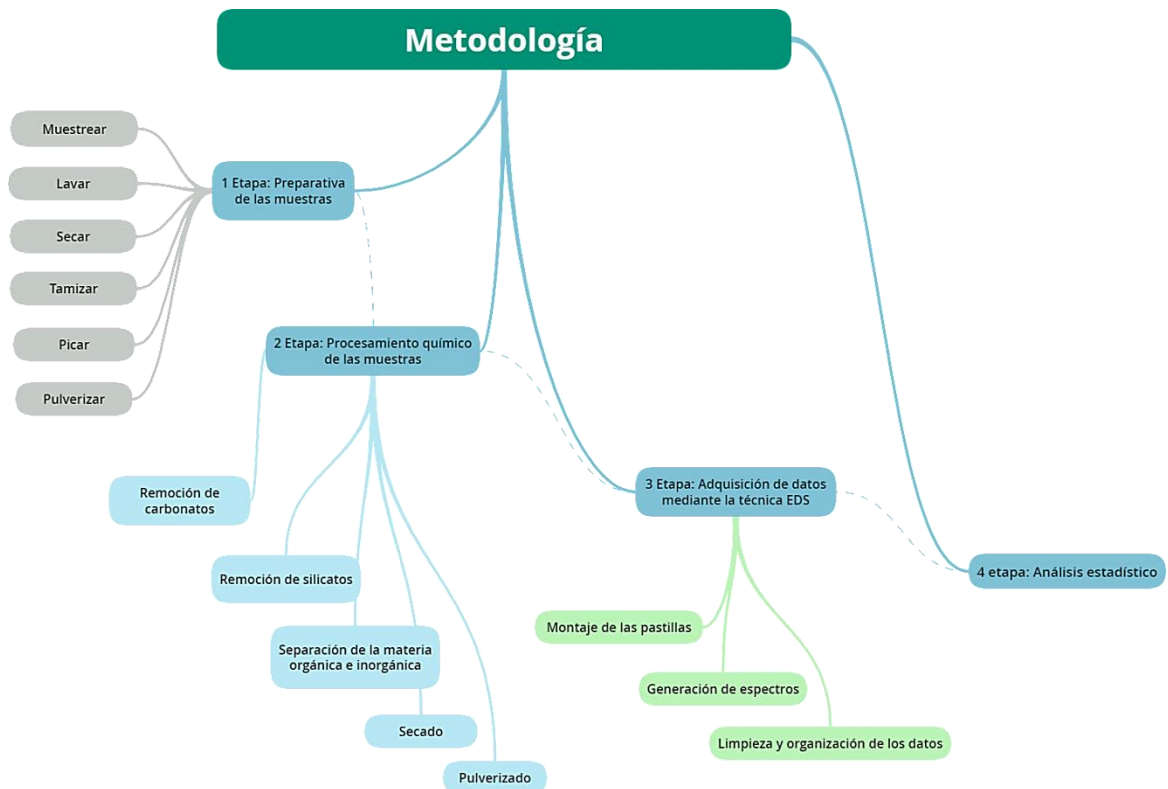 Metodología
1 Etapa: Preparativa
de las muestras
Muestrear
Lavar
Secar
Tamizar
Picar
Pulverizar
2 Etapa: Procesamiento químico
de las muestras
Remoción de
carbonatos
Remoción de silicatos
Separación de la materia
orgánica e inorgánica
Secado
Pulverizado
3 Etapa: Adquisición de datos
mediante la técnica EDS
Montaje de las pastillas
Generación de espectros
Limpieza y organización de los datos
4 etapa: Análisis estadístico